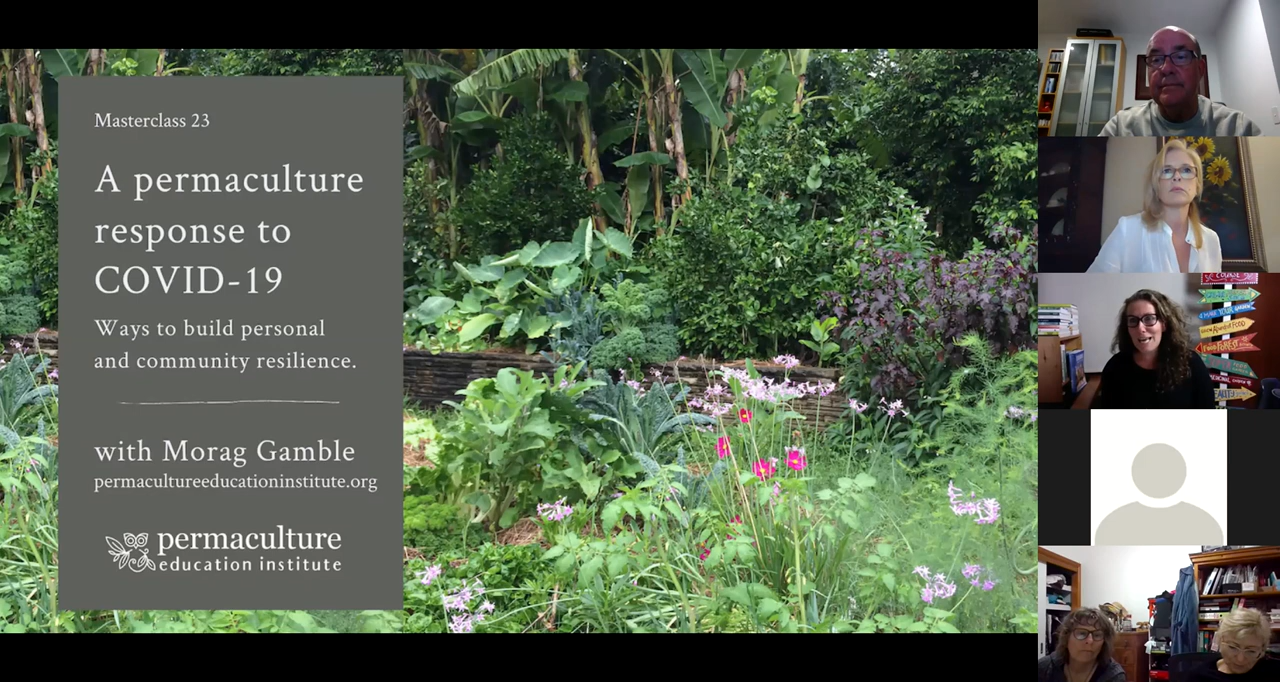 Masterclass 23
A permaculture
response to
COVID-19
Ways to build personal
and community resilience.
with Morag Gamble
permacultureeducationinstitute.org
permaculture
education institute